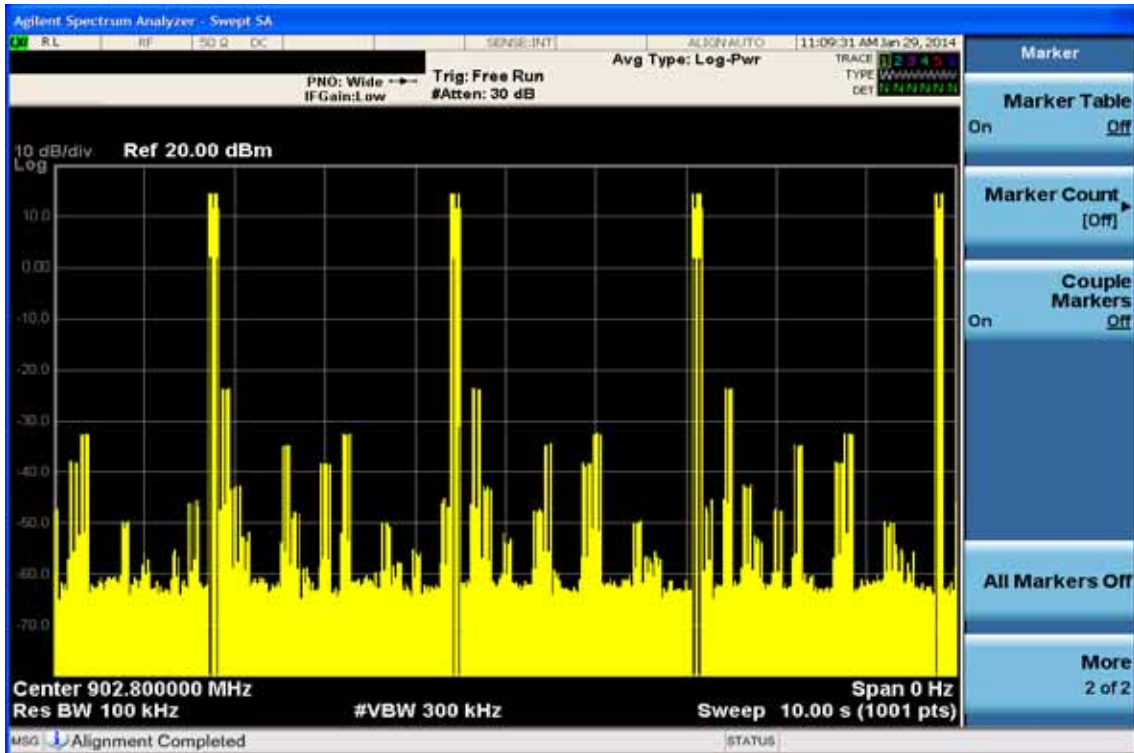 Agilent Spectrum Analyzer - Swept SA
RL RF 50 Ω DC SENSE:INT ALIGN AUTO 11:09:31 AM Jan 29, 2014
Marker
Avg Type: Log-Pwr
TRACE 1 2 3 4 5 6
TYPE
DET N N N N N N
PNO: Wide
IFGain:Low
Trig: Free Run
#Atten: 30 dB
Marker Table
On Off
10 dB/div Ref 20.00 dBm
Log
10.0
0.00
-10.0
-20.0
-30.0
-40.0
-50.0
-60.0
-70.0
Marker Count
[Off]
Couple
Markers
On Off
All Markers Off
More
2 of 2
Center 902.800000 MHz Span 0 Hz
Res BW 100 kHz #VBW 300 kHz Sweep 10.00 s (1001 pts)
MSG Alignment Completed STATUS